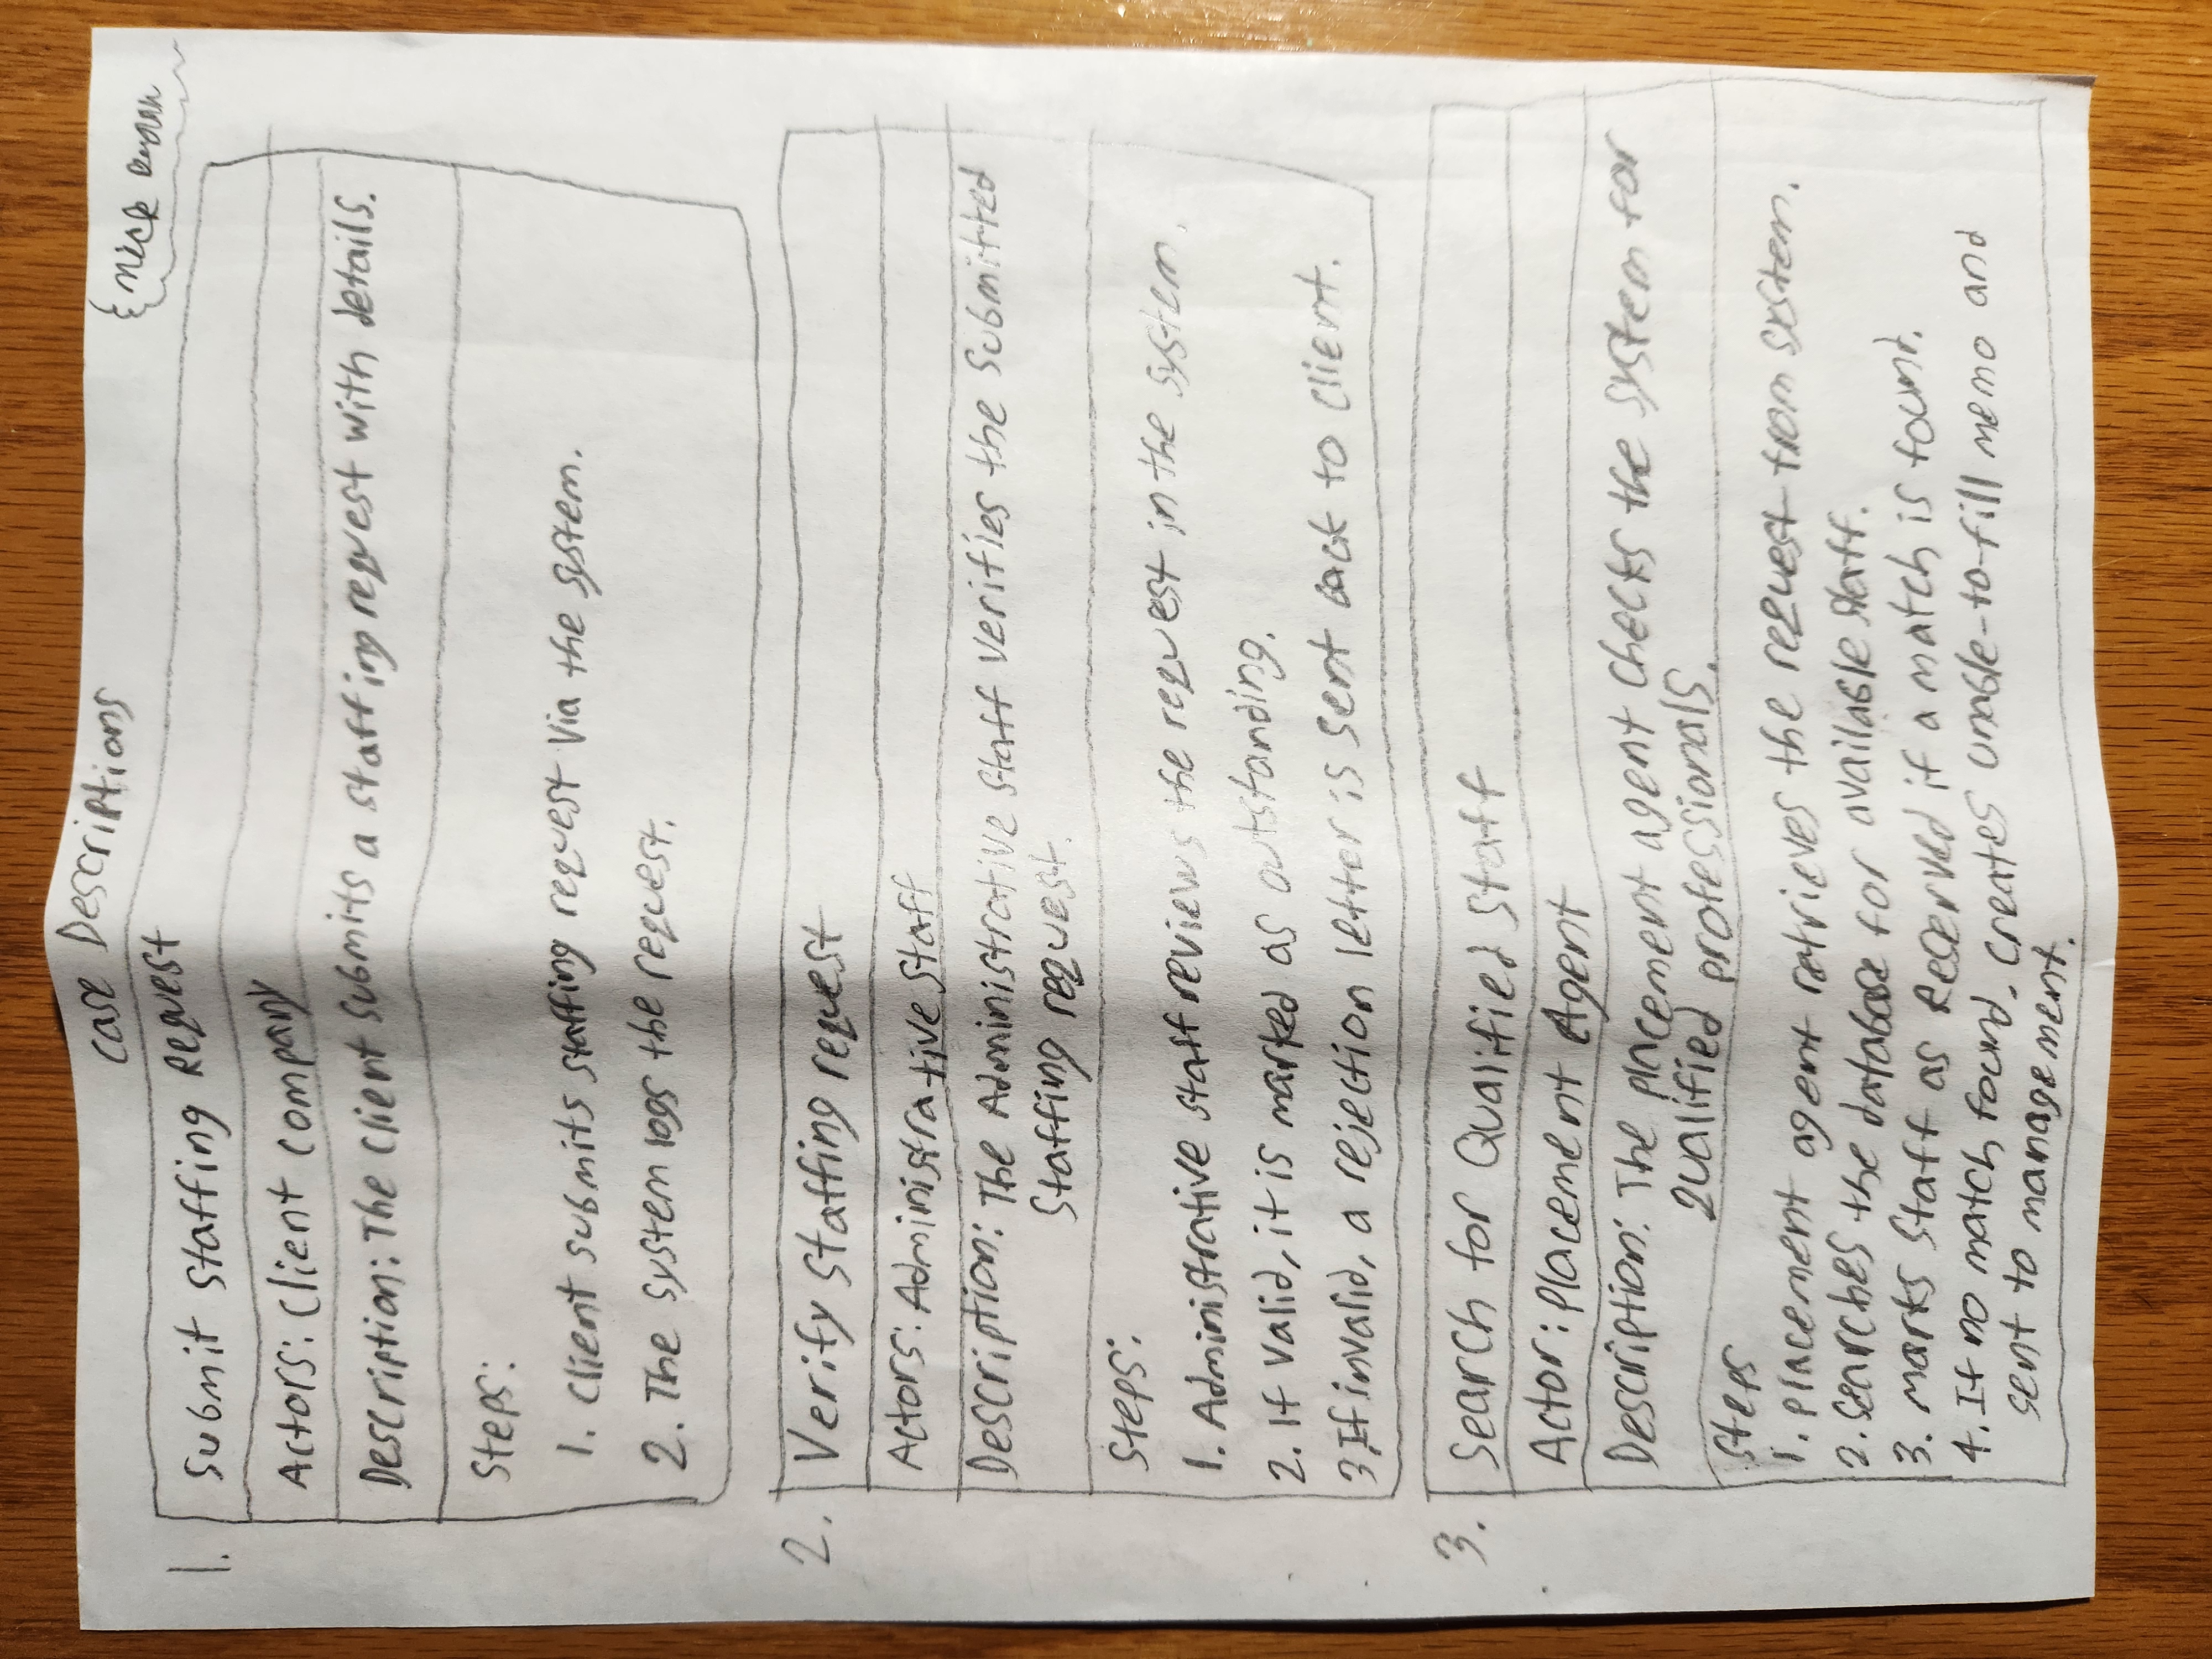 { Nick
Case Descriptions
1.
Submit Staffing Request
Actors: Client company
Description: The client submits a staffing request with details.
Steps:
1. Client submits staffing request via the system.
2. The system logs the request.
2.
Verify Staffing request
Actors: Administrative Staff
Description: The Administrative staff verifies the submitted
staffing request.
Steps:
1. Administrative staff reviews the request in the system.
2. If valid, it is marked as outstanding.
3. If invalid, a rejection letter is sent back to client.
3.
Search for Qualified Staff
Actor: Placement Agent
Description: The placement agent checks the system for
qualified professionals.
Steps
1. placement agent retrieves the request from system.
2. Searches the database for available staff.
3. marks staff as Reserved if a match is found.
4. If no match found, creates unable-to-fill memo and
sent to management.